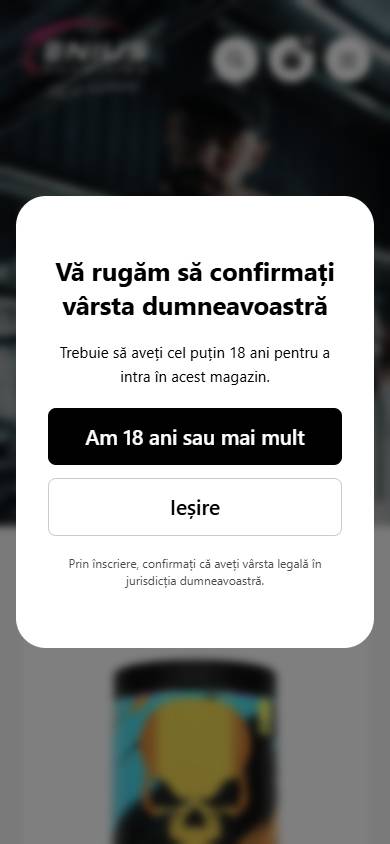 Vă rugăm să confirmați
vârsta dumneavoastră
Trebuie să aveți cel puțin 18 ani pentru a
intra în acest magazin.
Am 18 ani sau mai mult
Ieșire
Prin înscriere, confirmați că aveți vârsta legală în
jurisdicția dumneavoastră.